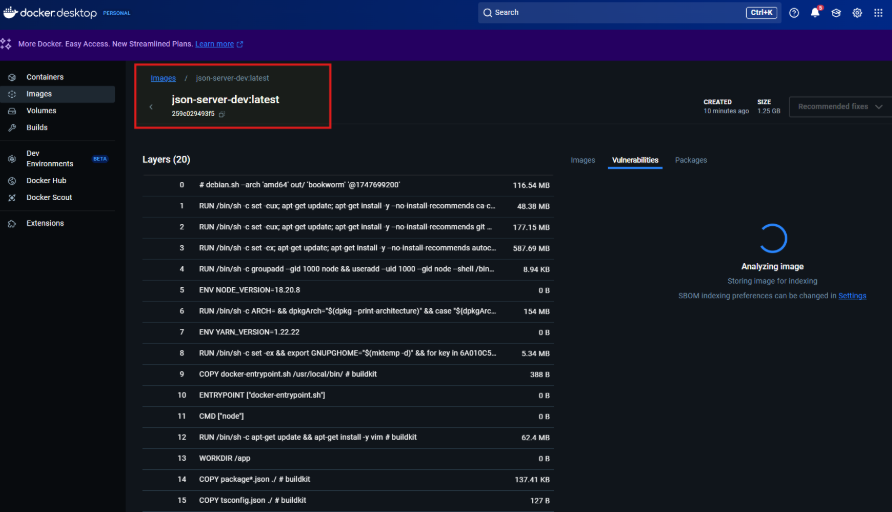 docker.desktop PERSONAL
Search Ctrl+K
More Docker. Easy Access. New Streamlined Plans. Learn more
Containers
Images
Volumes
Builds
Dev Environments BETA
Docker Hub
Docker Scout
Extensions
Images / json-server-dev:latest
json-server-dev:latest
CREATED
10 minutes ago
SIZE
1.25 GB
Recommended fixes
Layers (20)
0 # debian.sh --arch 'amd64' out/ 'bookworm' '@1747699200' 116.54 MB
1 RUN /bin/sh -c set -eux; apt-get update; apt-get install -y --no-install-recommends ca-c... 48.38 MB
2 RUN /bin/sh -c set -eux; apt-get update; apt-get install -y --no-install-recommends git ... 177.15 MB
3 RUN /bin/sh -c set -ex; apt-get update; apt-get install -y --no-install-recommends autoc... 587.69 MB
4 RUN /bin/sh -c groupadd --gid 1000 node && useradd --uid 1000 --gid node --shell /bin... 8.94 KB
5 ENV NODE_VERSION=18.20.8 0 B
6 RUN /bin/sh -c ARCH= && dpkgArch="$(dpkg --print-architecture)" && case "${dpkgArc... 154 MB
7 ENV YARN_VERSION=1.22.22 0 B
8 RUN /bin/sh -c set -ex && export GNUPGHOME="$(mktemp -d)" && for key in 6A010C5... 5.34 MB
9 COPY docker-entrypoint.sh /usr/local/bin/ # buildkit 388 B
10 ENTRYPOINT ["docker-entrypoint.sh"] 0 B
11 CMD ["node"] 0 B
12 RUN /bin/sh -c apt-get update && apt-get install -y vim # buildkit 62.4 MB
13 WORKDIR /app 0 B
14 COPY package*.json ./ # buildkit 137.41 KB
15 COPY tsconfig.json ./ # buildkit 127 B
Images Vulnerabilities Packages
Analyzing image
Storing image for indexing
SBOM indexing preferences can be changed in Settings